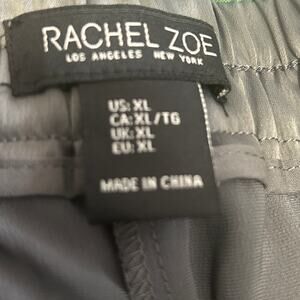 RACHEL ZOE
LOS ANGELES NEW YORK
US: XL
CA: XL/TG
UK: XL
EU: XL
MADE IN CHINA